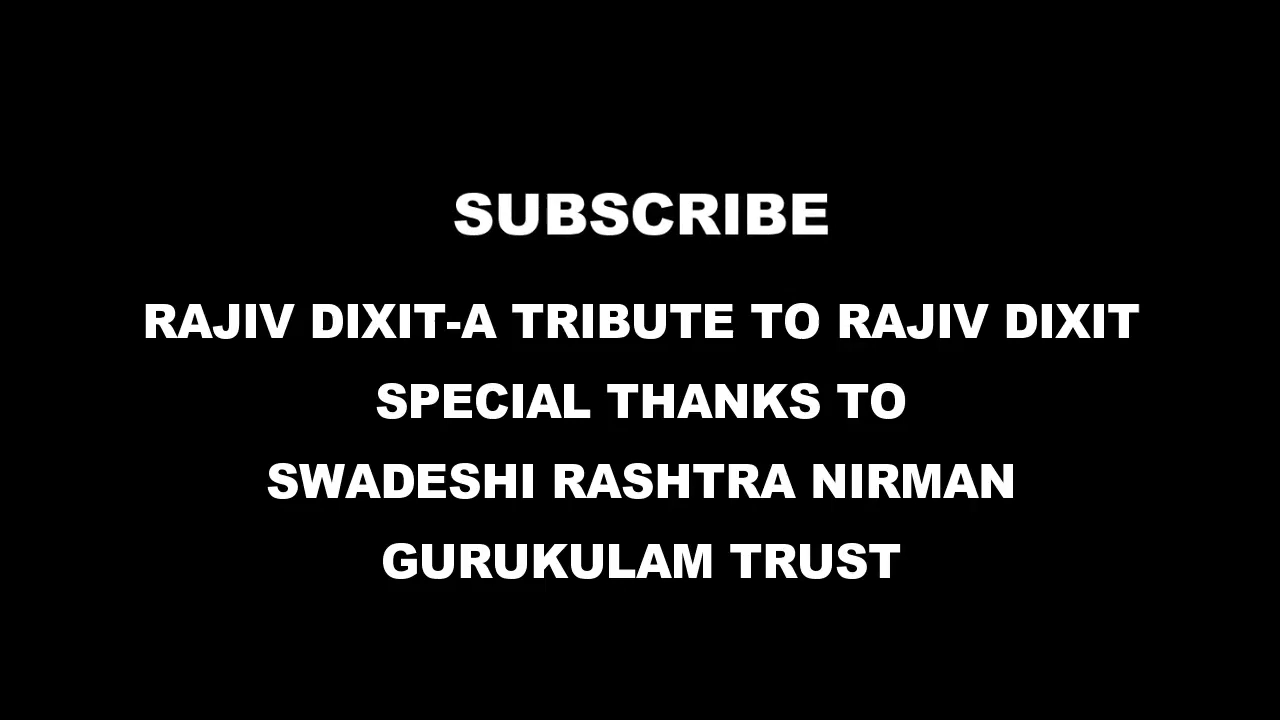 SUBSCRIBE
RAJIV DIXIT-A TRIBUTE TO RAJIV DIXIT
SPECIAL THANKS TO
SWADESHI RASHTRA NIRMAN
GURUKULAM TRUST